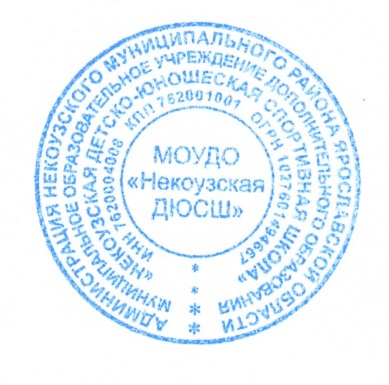 АДМИНИСТРАЦИЯ НЕКОУЗСКОГО МУНИЦИПАЛЬНОГО РАЙОНА ЯРОСЛАВСКОЙ ОБЛАСТИ
МУНИЦИПАЛЬНОЕ ОБРАЗОВАТЕЛЬНОЕ УЧРЕЖДЕНИЕ ДОПОЛНИТЕЛЬНОГО ОБРАЗОВАНИЯ
«НЕКОУЗСКАЯ ДЕТСКО-ЮНОШЕСКАЯ СПОРТИВНАЯ ШКОЛА»
ИНН 7620004008 КПП 762001001 ОГРН 1027601494667
МОУДО
«Некоузская
ДЮСШ»
* * * *